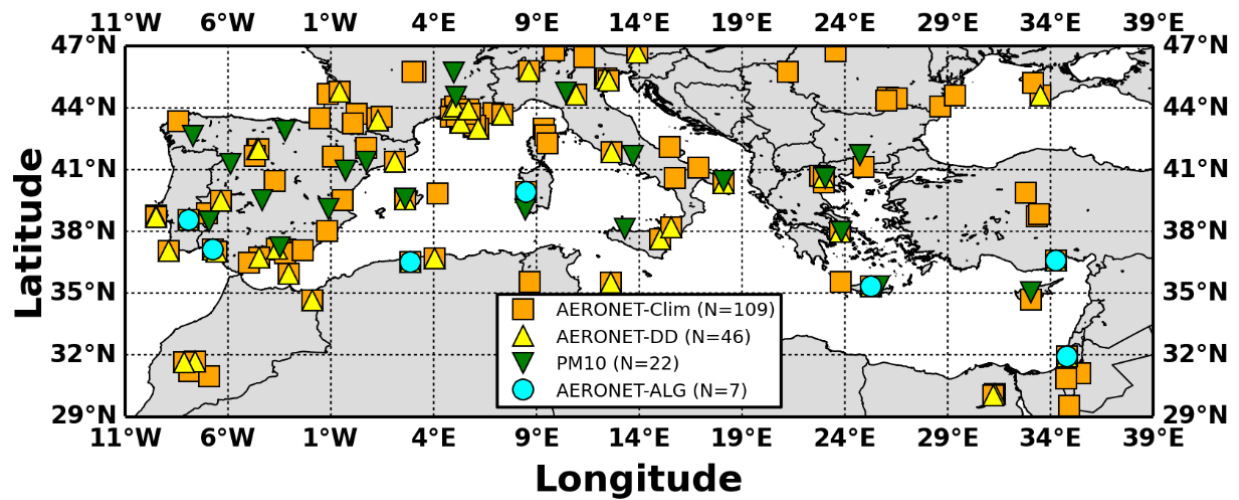 11°W 6°W 1°W 4°E 9°E 14°E 19°E 24°E 29°E 34°E 39°E
47°N 47°N
44°N 44°N
41°N 41°N
38°N 38°N
35°N 35°N
32°N 32°N
29°N 29°N
Latitude
AERONET-Clim (N=109)
AERONET-DD (N=46)
PM10 (N=22)
AERONET-ALG (N=7)
11°W 6°W 1°W 4°E 9°E 14°E 19°E 24°E 29°E 34°E 39°E
Longitude